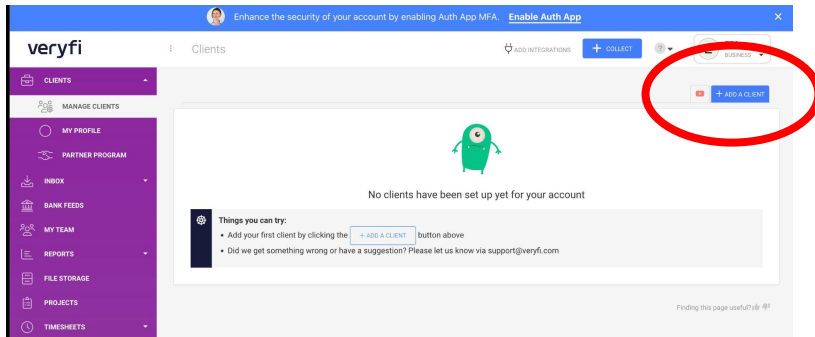 Enhance the security of your account by enabling Auth App MFA. Enable Auth App
veryfi
Clients
ADD INTEGRATIONS
+ COLLECT
BUSINESS
CLIENTS
MANAGE CLIENTS
MY PROFILE
PARTNER PROGRAM
INBOX
BANK FEEDS
MY TEAM
REPORTS
FILE STORAGE
PROJECTS
TIMESHEETS
+ ADD A CLIENT
No clients have been set up yet for your account
Things you can try:
• Add your first client by clicking the + ADD A CLIENT button above
• Did we get something wrong or have a suggestion? Please let us know via support@veryfi.com
Finding this page useful?